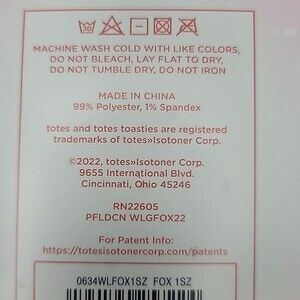 30
MACHINE WASH COLD WITH LIKE COLORS,
DO NOT BLEACH, LAY FLAT TO DRY,
DO NOT TUMBLE DRY, DO NOT IRON
MADE IN CHINA
99% Polyester, 1% Spandex
totes and totes toasties are registered
trademarks of totes»Isotoner Corp.
©2022, totes»Isotoner Corp.
9655 International Blvd.
Cincinnati, Ohio 45246
RN22605
PFLDCN WLGFOX22
For Patent Info:
https://totesisotonercorp.com/patents
0634WLFOX1SZ FOX 1SZ